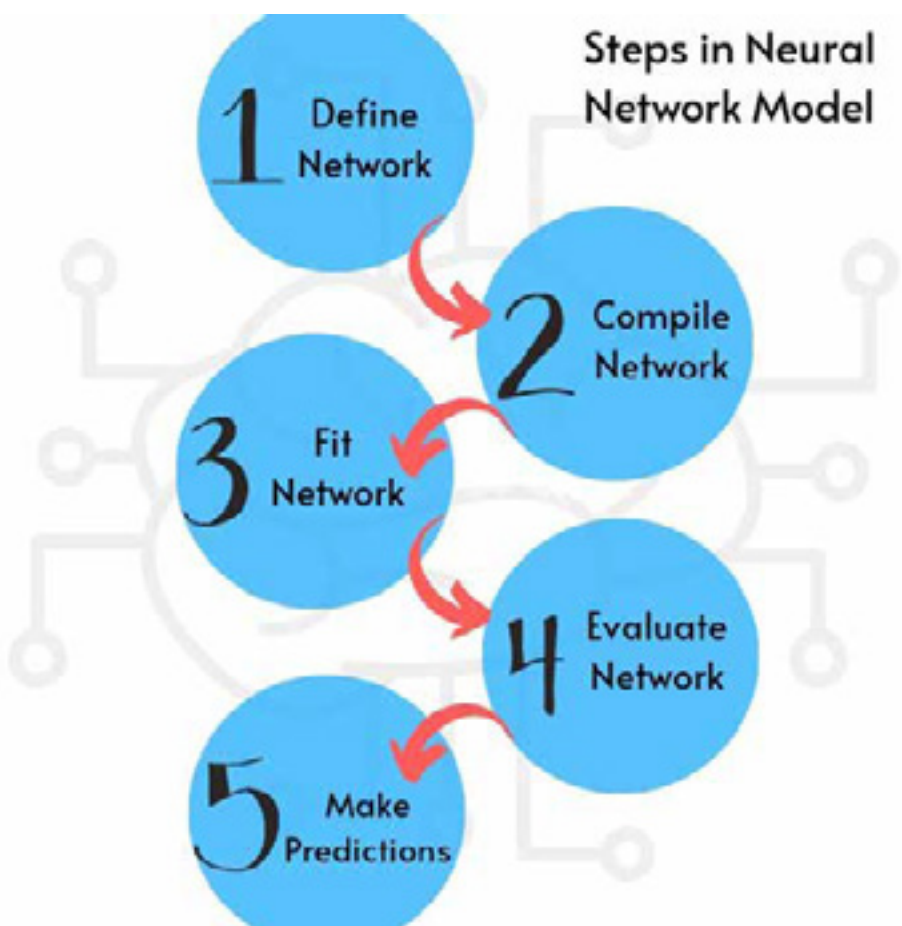 Steps in Neural
Network Model
1 Define
Network
2 Compile
Network
3 Fit
Network
4 Evaluate
Network
5 Make
Predictions